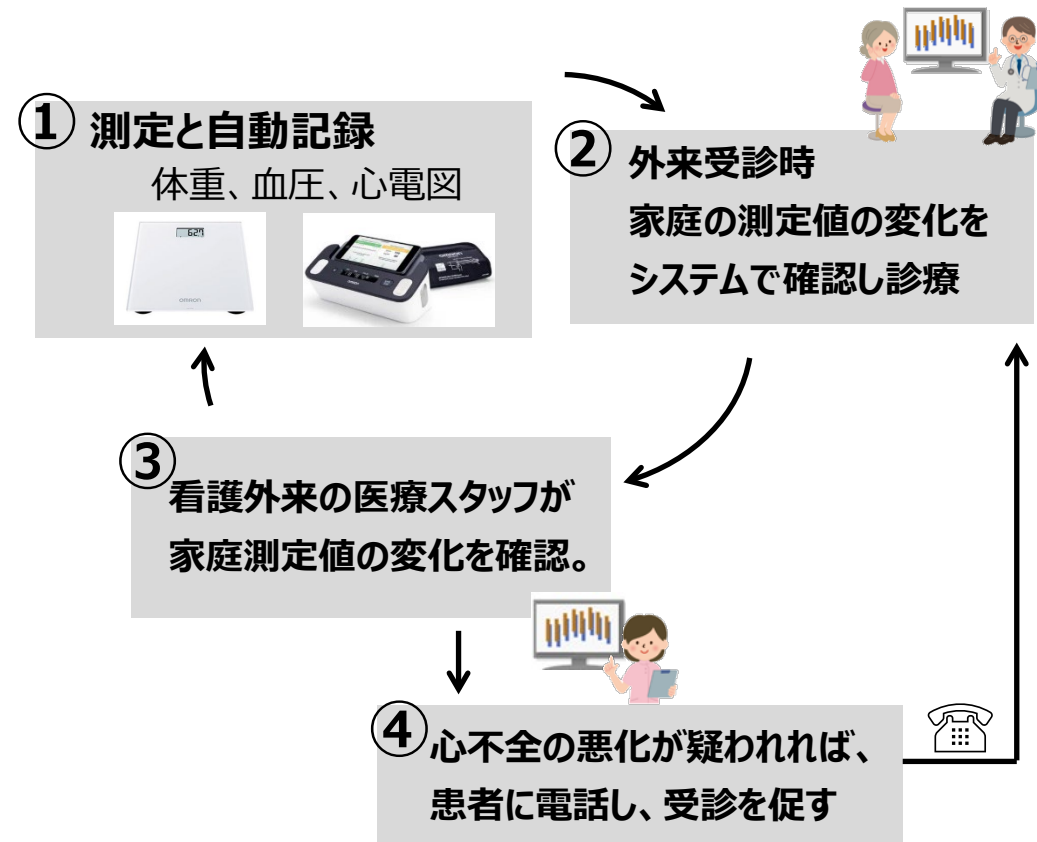 ① 測定と自動記録
体重、血圧、心電図
62.7
OMRON
② 外来受診時
家庭の測定値の変化を
システムで確認し診療
③
看護外来の医療スタッフが
家庭測定値の変化を確認。
④ 心不全の悪化が疑われれば、
患者に電話し、受診を促す